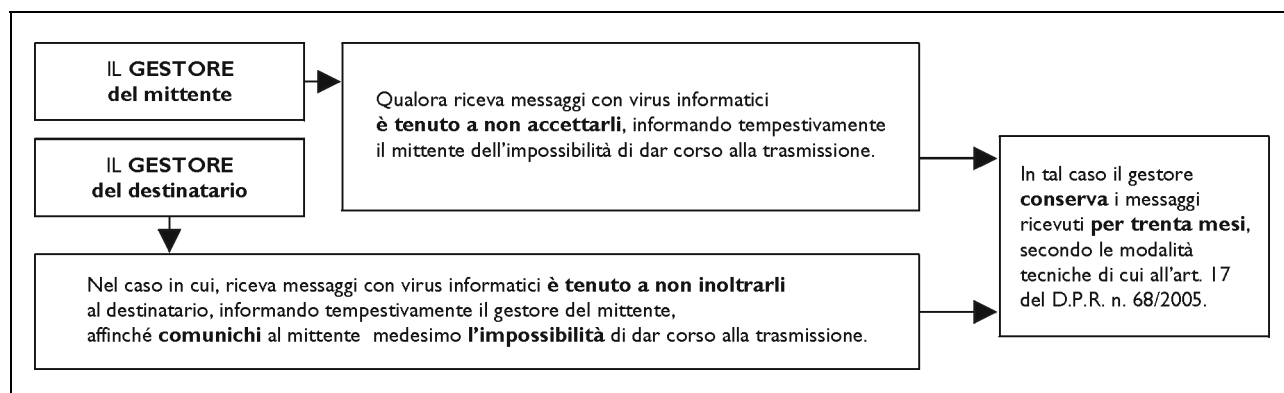 IL GESTORE
del mittente
Qualora riceva messaggi con virus informatici
è tenuto a non accettarli, informando tempestivamente
il mittente dell’impossibilità di dar corso alla trasmissione.
IL GESTORE
del destinatario
Nel caso in cui, riceva messaggi con virus informatici è tenuto a non inoltrarli
al destinatario, informando tempestivamente il gestore del mittente,
affinché comunichi al mittente medesimo l’impossibilità di dar corso alla trasmissione.
In tal caso il gestore
conserva i messaggi
ricevuti per trenta mesi,
secondo le modalità
tecniche di cui all’art. 17
del D.P.R. n. 68/2005.